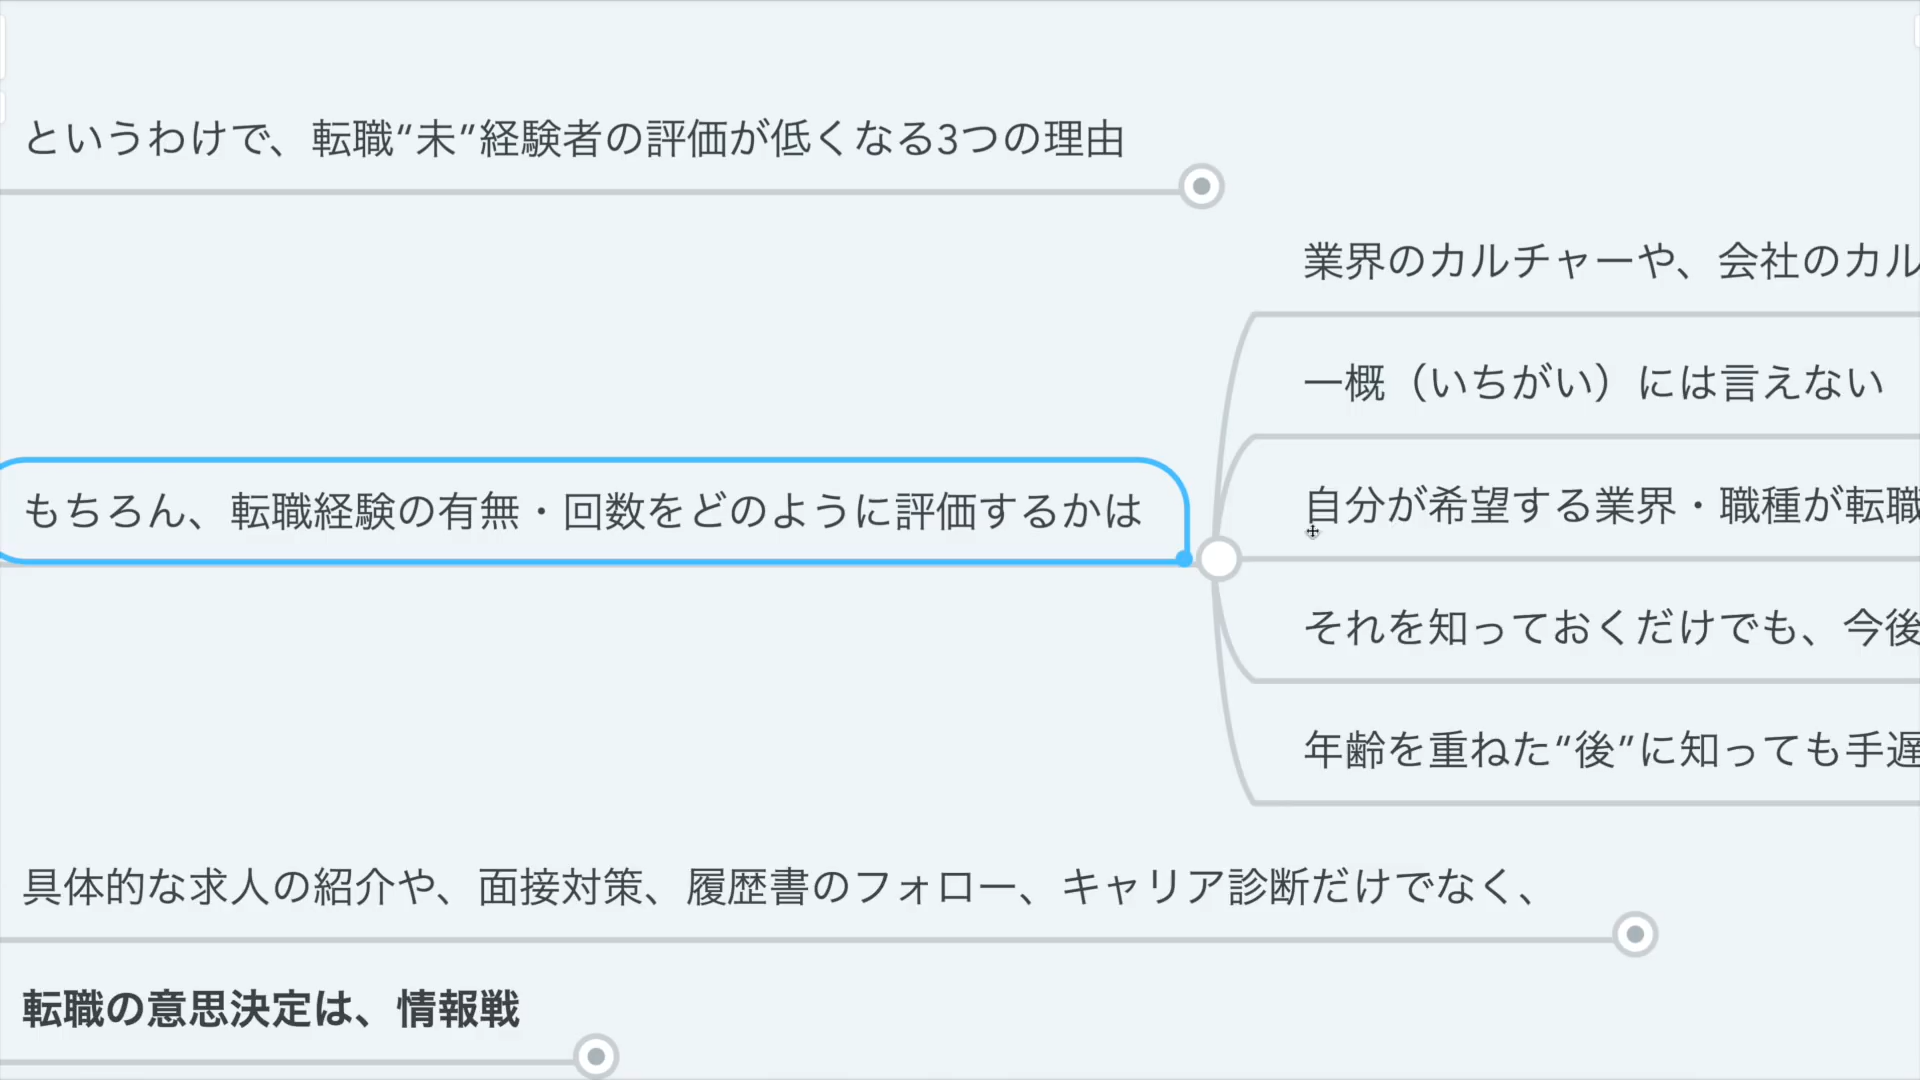 というわけで、転職“未”経験者の評価が低くなる3つの理由
もちろん、転職経験の有無・回数をどのように評価するかは
業界のカルチャーや、会社のカル
一概（いちがい）には言えない
自分が希望する業界・職種が転職
それを知っておくだけでも、今後
年齢を重ねた“後”に知っても手遅
具体的な求人の紹介や、面接対策、履歴書のフォロー、キャリア診断だけでなく、
転職の意思決定は、情報戦